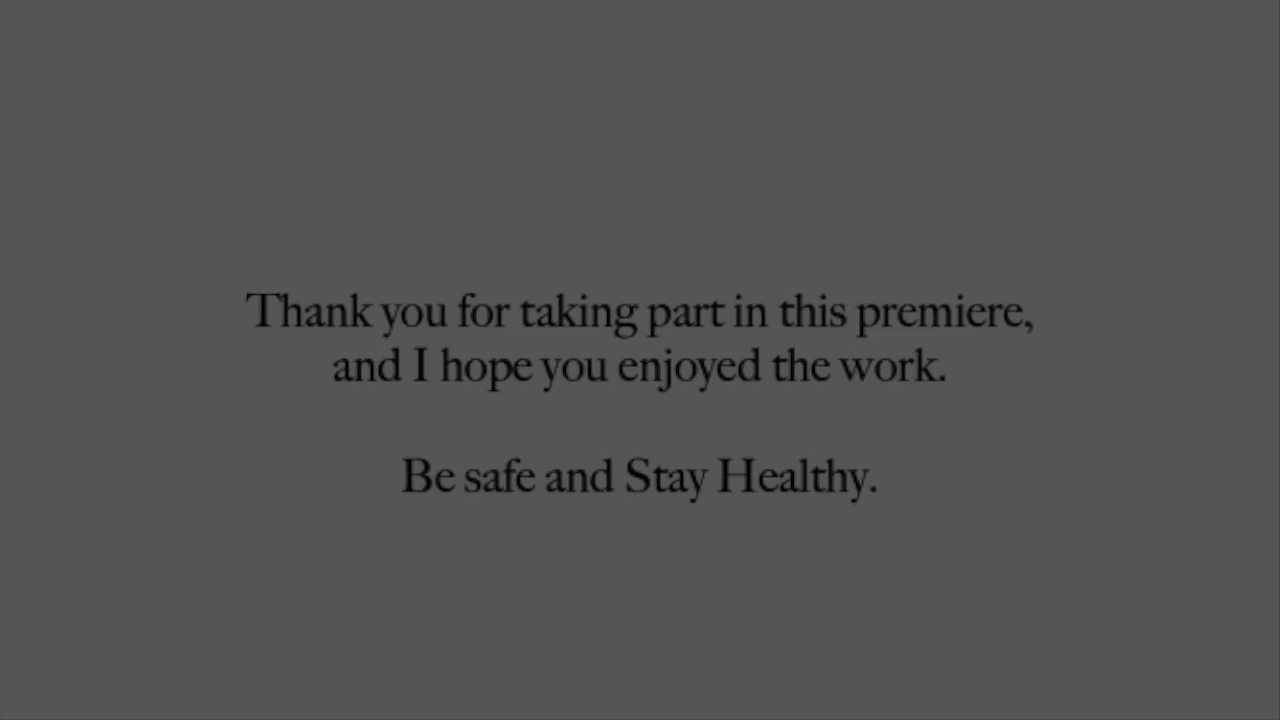 Thank you for taking part in this premiere,
and I hope you enjoyed the work.
Be safe and Stay Healthy.